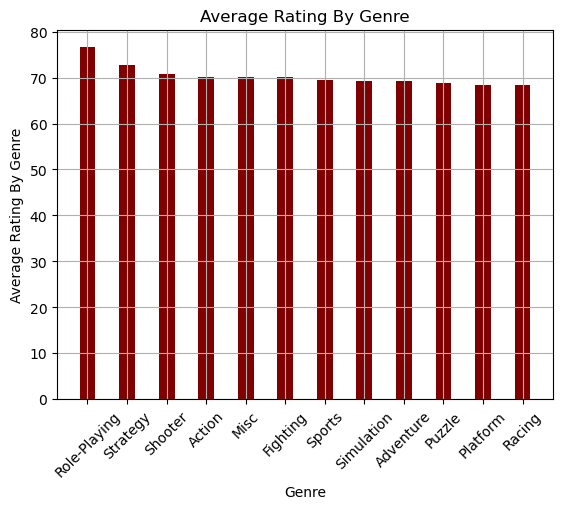 Average Rating By Genre
Average Rating By Genre
80
70
60
50
40
30
20
10
0
Role-Playing
Strategy
Shooter
Action
Misc
Fighting
Sports
Simulation
Adventure
Puzzle
Platform
Racing
Genre